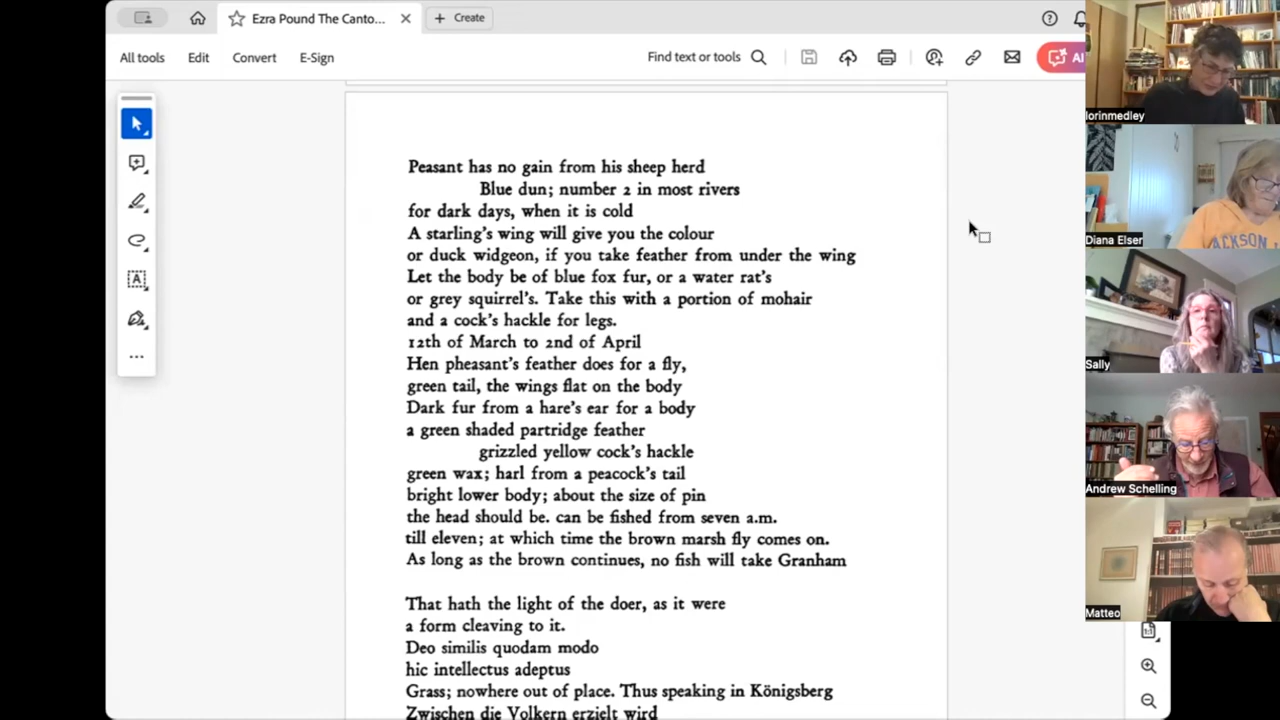 Ezra Pound The Canto...
Create
All tools
Edit
Convert
E-Sign
Find text or tools
AI
Peasant has no gain from his sheep herd
Blue dun; number 2 in most rivers
for dark days, when it is cold
A starling's wing will give you the colour
or duck widgeon, if you take feather from under the wing
Let the body be of blue fox fur, or a water rat's
or grey squirrel's. Take this with a portion of mohair
and a cock's hackle for legs.
12th of March to 2nd of April
Hen pheasant's feather does for a fly,
green tail, the wings flat on the body
Dark fur from a hare's ear for a body
a green shaded partridge feather
grizzled yellow cock's hackle
green wax; harl from a peacock's tail
bright lower body; about the size of pin
the head should be. can be fished from seven a.m.
till eleven; at which time the brown marsh fly comes on.
As long as the brown continues, no fish will take Granham
That hath the light of the doer, as it were
a form cleaving to it.
Deo similis quodam modo
hic intellectus adeptus
Grass; nowhere out of place. Thus speaking in Königsberg
Zwischen die Volkern erzielt wird
lorinmedley
Diana Elser
JACKSON
Sally
Andrew Schelling
Matteo